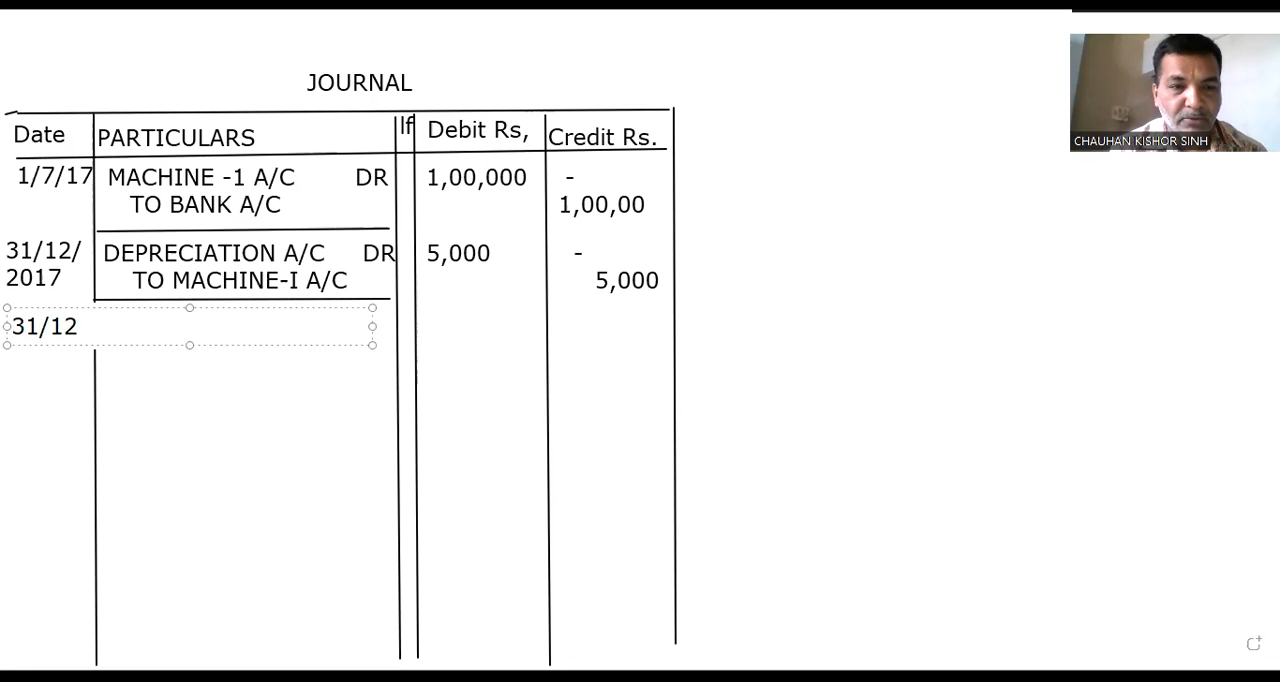 JOURNAL
Date PARTICULARS lf Debit Rs, Credit Rs.
1/7/17 MACHINE -1 A/C DR 1,00,000 -
TO BANK A/C 1,00,00
31/12/ DEPRECIATION A/C DR 5,000 -
2017 TO MACHINE-I A/C 5,000
31/12
CHAUHAN KISHOR SINH